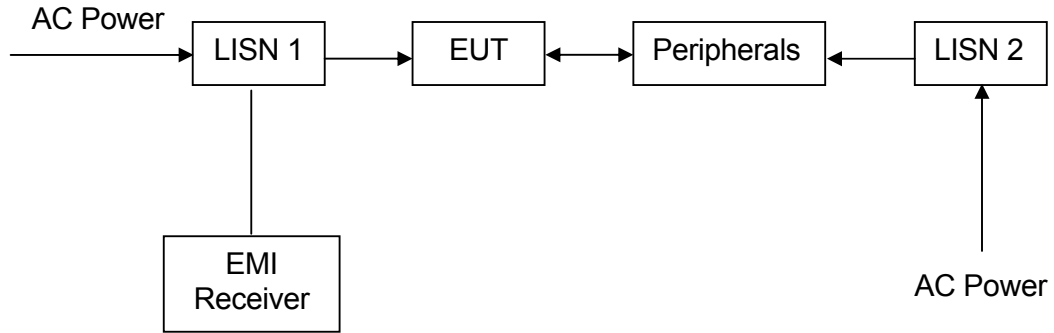 AC Power
LISN 1
EUT
Peripherals
LISN 2
EMI
Receiver
AC Power